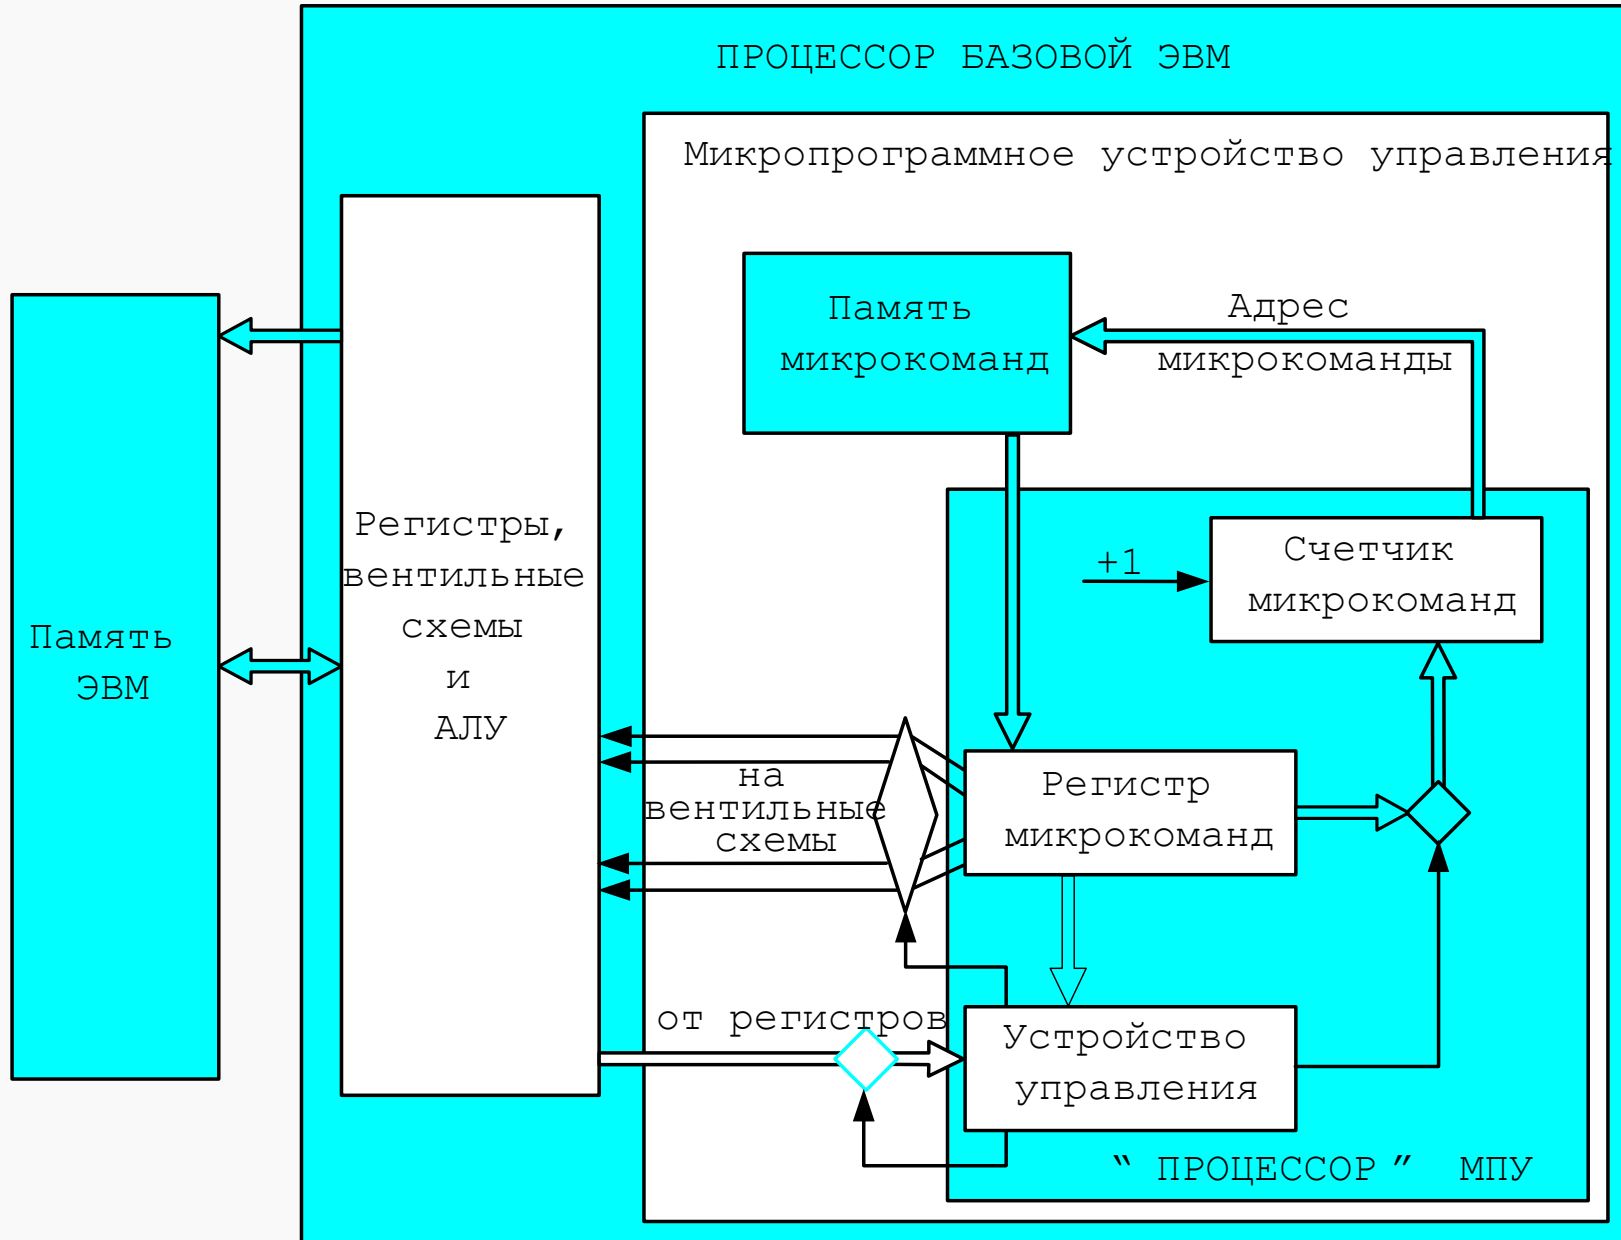 ПРОЦЕССОР БАЗОВОЙ ЭВМ
Микропрограммное устройство управления
Память
микрокоманд
Адрес
микрокоманды
Регистры,
вентильные
схемы
и
АЛУ
+1
Счетчик
микрокоманд
Память
ЭВМ
на
вентильные
схемы
Регистр
микрокоманд
от регистров
Устройство
управления
“ ПРОЦЕССОР ” МПУ